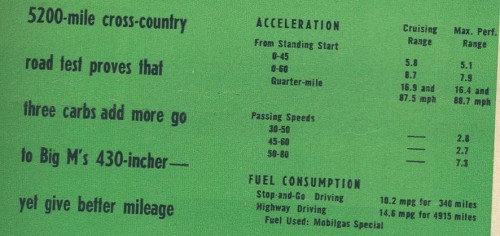 5200-mile cross-country
road test proves that
three carbs add more go
to Big M's 430-incher—
yet give better mileage
ACCELERATION
Cruising Range Max. Perf. Range
From Standing Start
0-45 5.8 5.1
0-60 8.7 7.9
Quarter-mile 16.9 and 87.5 mph 16.4 and 88.7 mph
Passing Speeds
30-50 — 2.8
45-60 — 2.7
50-80 — 7.3
FUEL CONSUMPTION
Stop-and-Go Driving 10.2 mpg for 340 miles
Highway Driving 14.6 mpg for 4915 miles
Fuel Used: Mobilgas Special